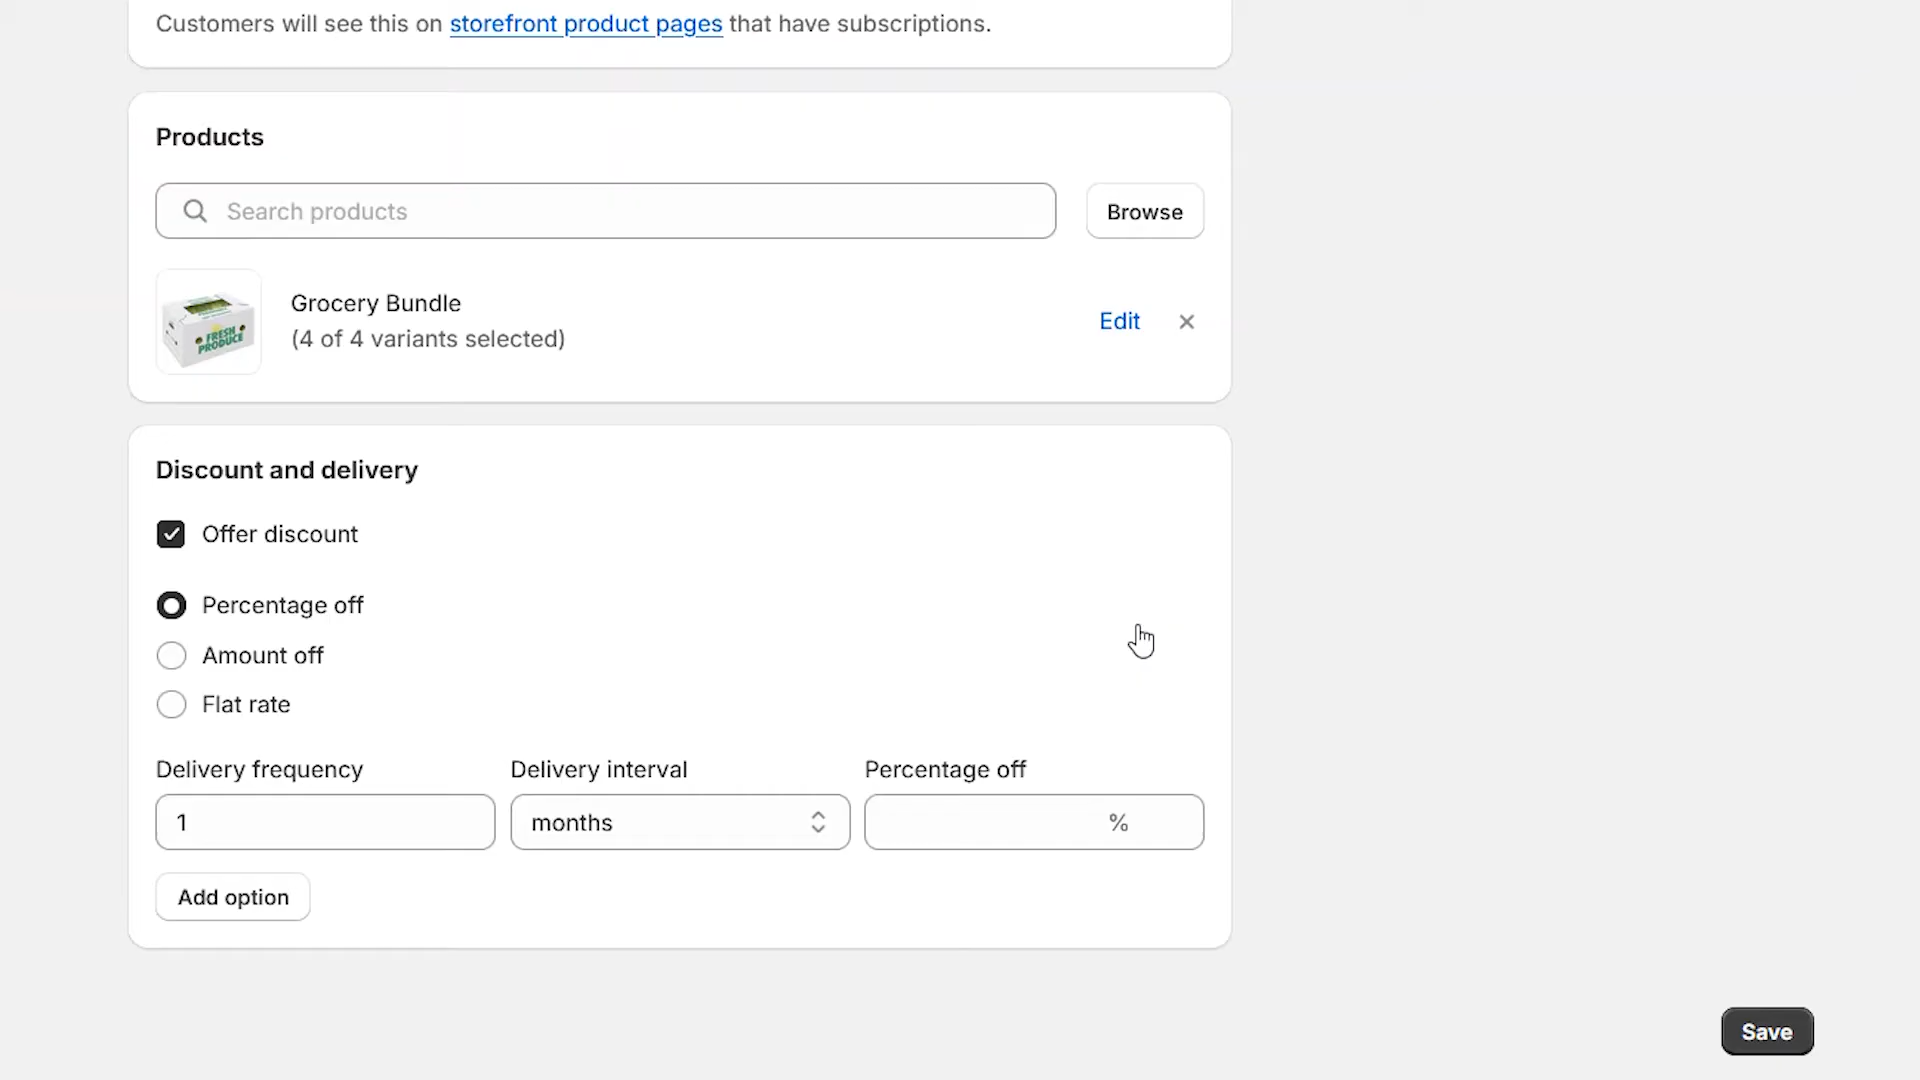 Customers will see this on storefront product pages that have subscriptions.
Products
Search products
Browse
FRESH
PRODUCE
Grocery Bundle
(4 of 4 variants selected)
Edit
Discount and delivery
Offer discount
Percentage off
Amount off
Flat rate
Delivery frequency
Delivery interval
Percentage off
1
months
%
Add option
Save